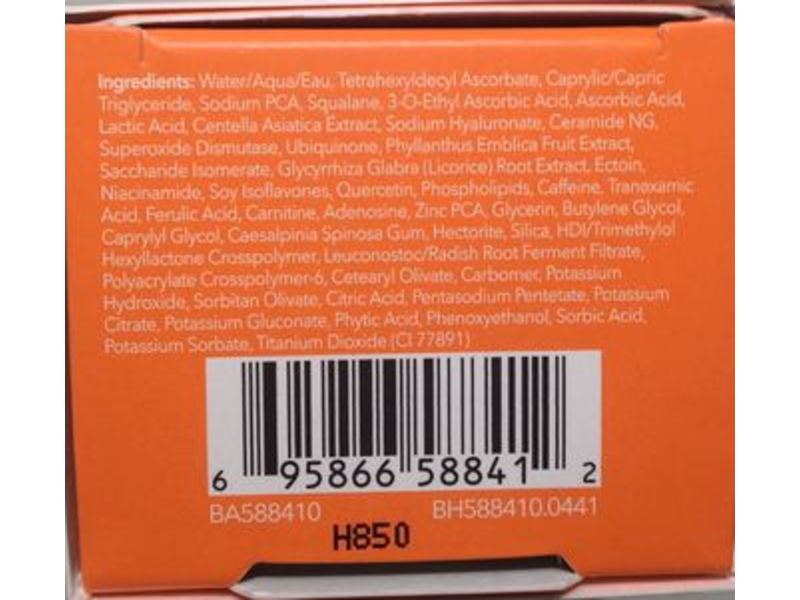 Ingredients: Water/Aqua/Eau, Tetrahexyldecyl Ascorbate, Caprylic/Capric
Triglyceride, Sodium PCA, Squalane, 3-O-Ethyl Ascorbic Acid, Ascorbic Acid,
Lactic Acid, Centella Asiatica Extract, Sodium Hyaluronate, Ceramide NG,
Superoxide Dismutase, Ubiquinone, Phyllanthus Emblica Fruit Extract,
Saccharide Isomerate, Glycyrrhiza Glabra (Licorice) Root Extract, Ectoin,
Niacinamide, Soy Isoflavones, Quercetin, Phospholipids, Caffeine, Tranexamic
Acid, Ferulic Acid, Carnitine, Adenosine, Zinc PCA, Glycerin, Butylene Glycol,
Caprylyl Glycol, Caesalpinia Spinosa Gum, Hectorite, Silica, HDI/Trimethylol
Hexyllactone Crosspolymer, Leuconostoc/Radish Root Ferment Filtrate,
Polyacrylate Crosspolymer-6, Cetearyl Olivate, Carbomer, Potassium
Hydroxide, Sorbitan Olivate, Citric Acid, Pentasodium Pentetate, Potassium
Citrate, Potassium Gluconate, Phytic Acid, Phenoxyethanol, Sorbic Acid,
Potassium Sorbate, Titanium Dioxide (CI 77891)
6 95866 58841 2
BA588410 BH588410.0441
H850